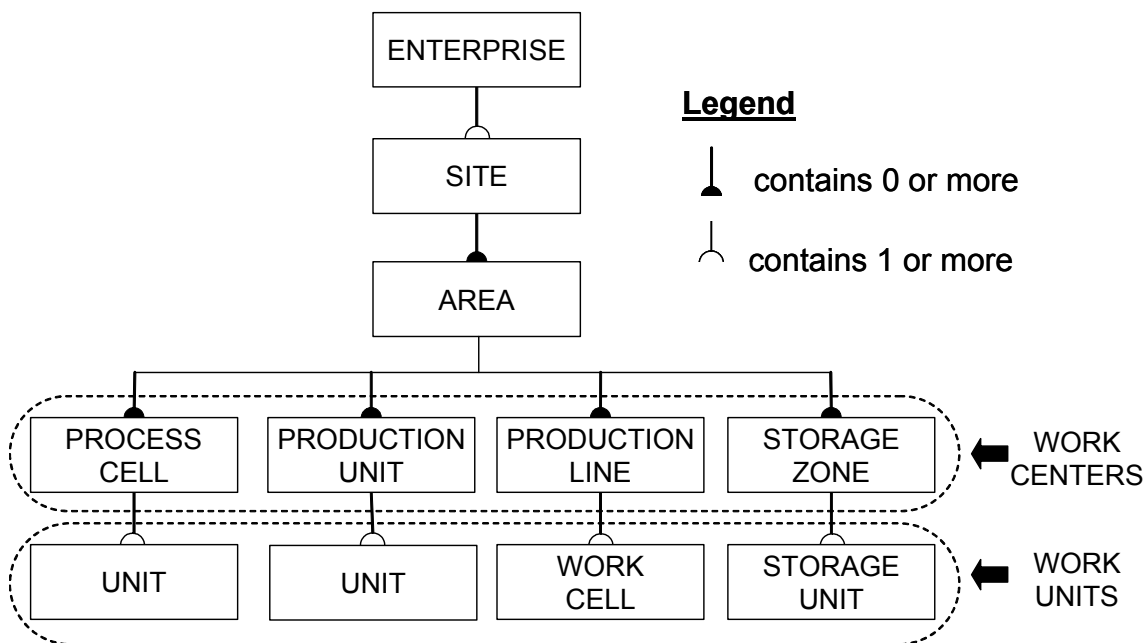 ENTERPRISE
Legend
SITE
contains 0 or more
contains 1 or more
AREA
PROCESS
CELL
PRODUCTION
UNIT
PRODUCTION
LINE
STORAGE
ZONE
WORK
CENTERS
UNIT
UNIT
WORK
CELL
STORAGE
UNIT
WORK
UNITS